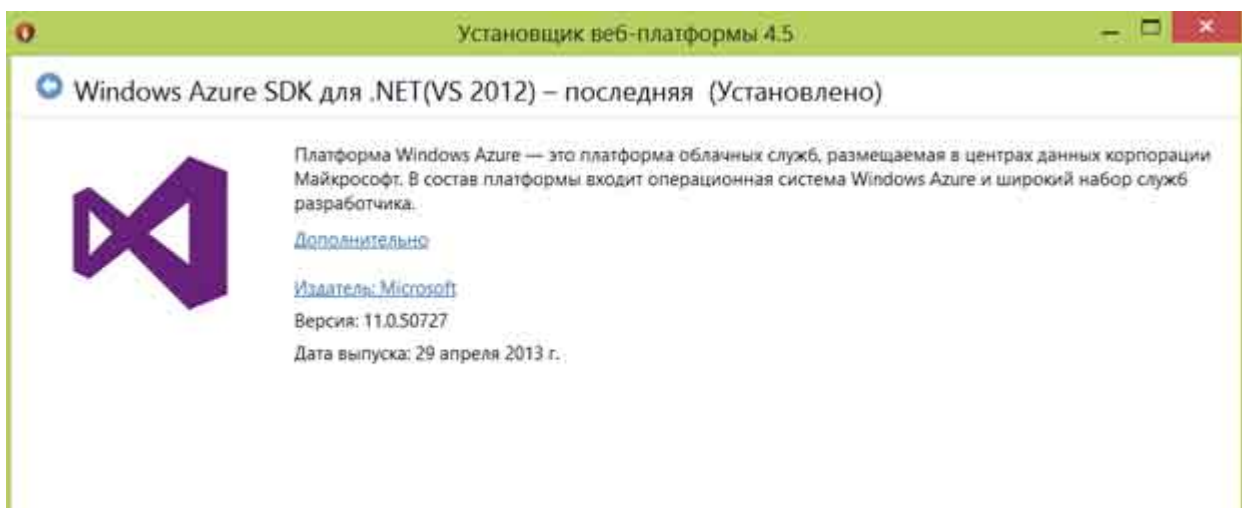 Установщик веб-платформы 4.5
Windows Azure SDK для .NET(VS 2012) – последняя (Установлено)
Платформа Windows Azure — это платформа облачных служб, размещаемая в центрах данных корпорации
Майкрософт. В состав платформы входит операционная система Windows Azure и широкий набор служб
разработчика.
Дополнительно
Издатель: Microsoft
Версия: 11.0.50727
Дата выпуска: 29 апреля 2013 г.